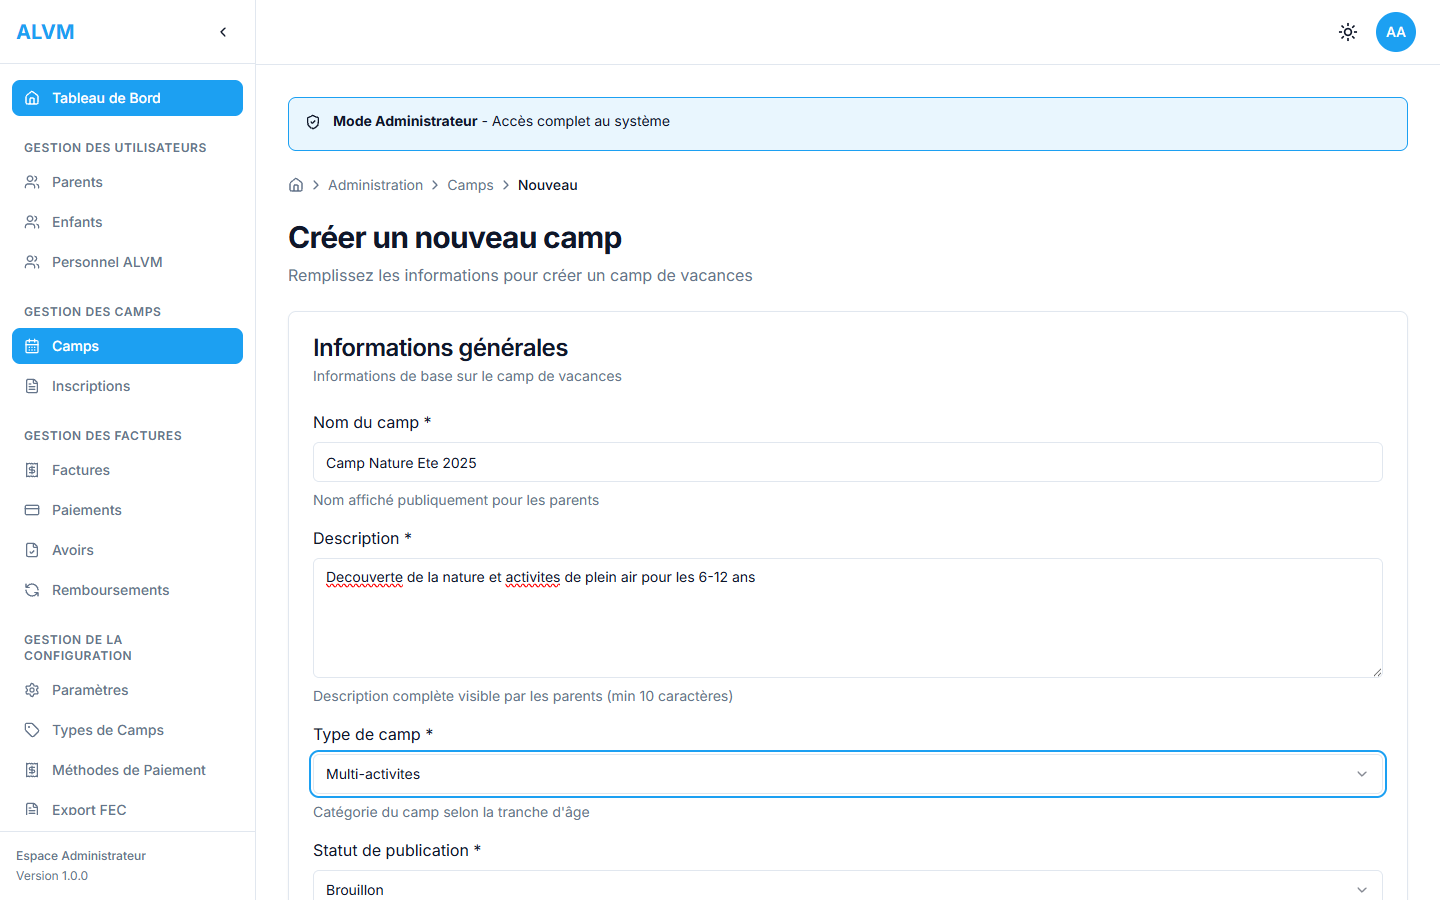 ALVM
AA
Tableau de Bord
GESTION DES UTILISATEURS
Parents
Enfants
Personnel ALVM
GESTION DES CAMPS
Camps
Inscriptions
GESTION DES FACTURES
Factures
Paiements
Avoirs
Remboursements
GESTION DE LA
CONFIGURATION
Paramètres
Types de Camps
Méthodes de Paiement
Export FEC
Espace Administrateur
Version 1.0.0
Mode Administrateur - Accès complet au système
Administration
Camps
Nouveau
Créer un nouveau camp
Remplissez les informations pour créer un camp de vacances
Informations générales
Informations de base sur le camp de vacances
Nom du camp *
Camp Nature Ete 2025
Nom affiché publiquement pour les parents
Description *
Decouverte de la nature et activites de plein air pour les 6-12 ans
Description complète visible par les parents (min 10 caractères)
Type de camp *
Multi-activites
Catégorie du camp selon la tranche d'âge
Statut de publication *
Brouillon